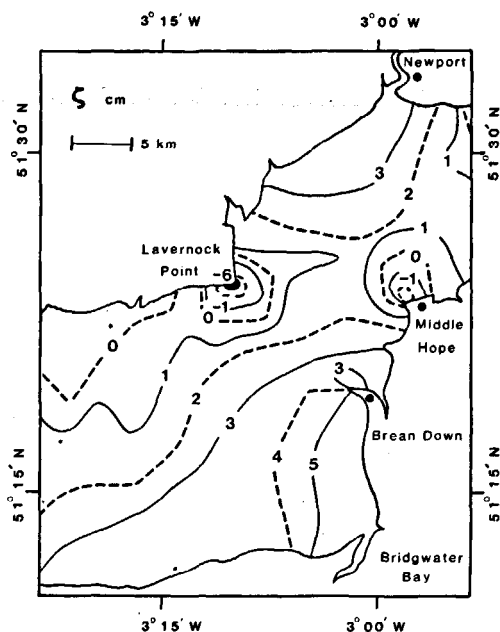 3° 15' W
3° 00' W
Newport
ζ cm
5 km
51° 30' N
51° 30' N
1
3
2
1
0
-1
Lavernock
Point
-6
-1
0
Middle
Hope
0
1
2
3
3
Brean Down
4
5
51° 15' N
51° 15' N
Bridgwater
Bay
3° 15' W
3° 00' W